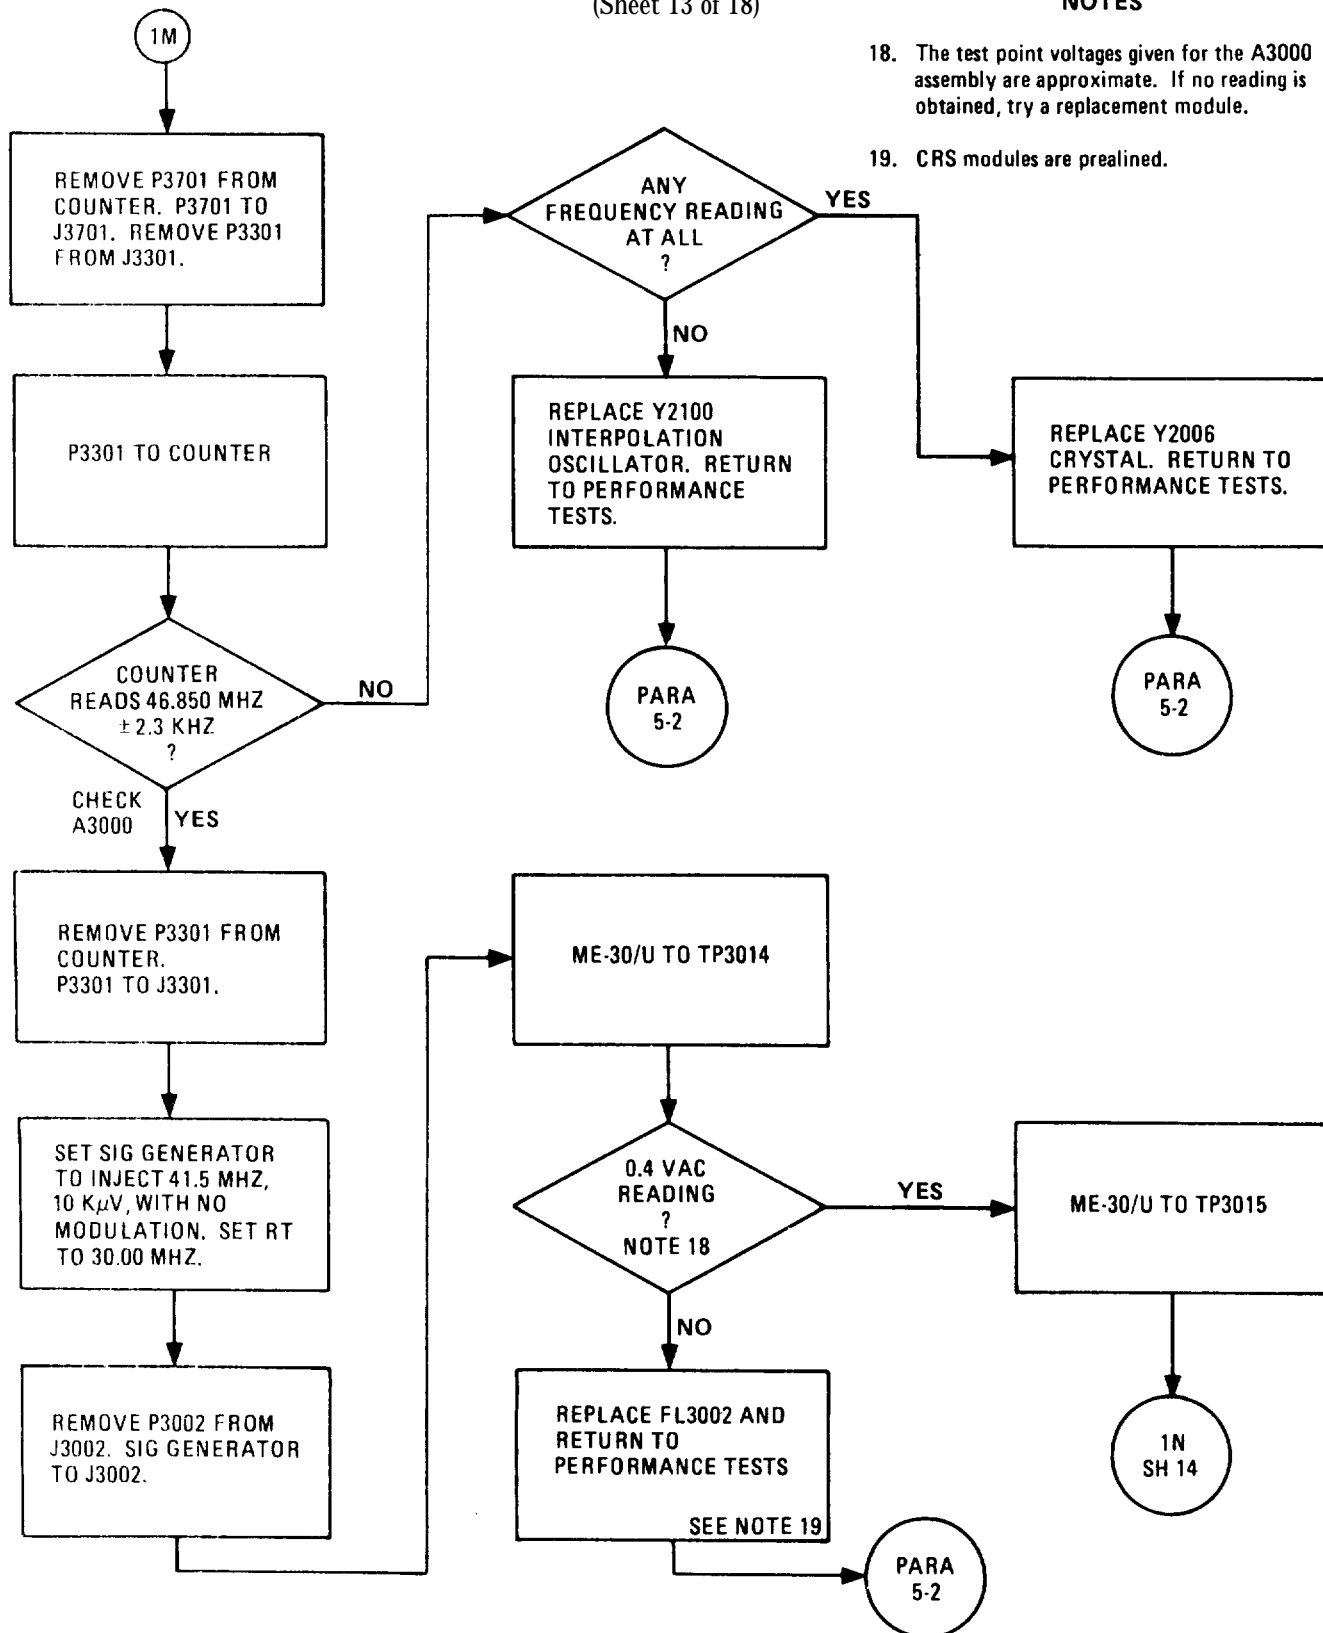 (Sheet 13 of 18)
NOTES
18. The test point voltages given for the A3000
assembly are approximate. If no reading is
obtained, try a replacement module.
19. CRS modules are prealined.
1M
REMOVE P3701 FROM
COUNTER. P3701 TO
J3701. REMOVE P3301
FROM J3301.
P3301 TO COUNTER
COUNTER
READS 46.850 MHZ
± 2.3 KHZ
?
NO
ANY
FREQUENCY READING
AT ALL
?
YES
NO
REPLACE Y2100
INTERPOLATION
OSCILLATOR. RETURN
TO PERFORMANCE
TESTS.
PARA
5-2
REPLACE Y2006
CRYSTAL. RETURN TO
PERFORMANCE TESTS.
PARA
5-2
CHECK
A3000
YES
REMOVE P3301 FROM
COUNTER.
P3301 TO J3301.
SET SIG GENERATOR
TO INJECT 41.5 MHZ,
10 KμV, WITH NO
MODULATION. SET RT
TO 30.00 MHZ.
REMOVE P3002 FROM
J3002. SIG GENERATOR
TO J3002.
ME-30/U TO TP3014
0.4 VAC
READING
?
NOTE 18
YES
NO
ME-30/U TO TP3015
1N
SH 14
REPLACE FL3002 AND
RETURN TO
PERFORMANCE TESTS
SEE NOTE 19
PARA
5-2